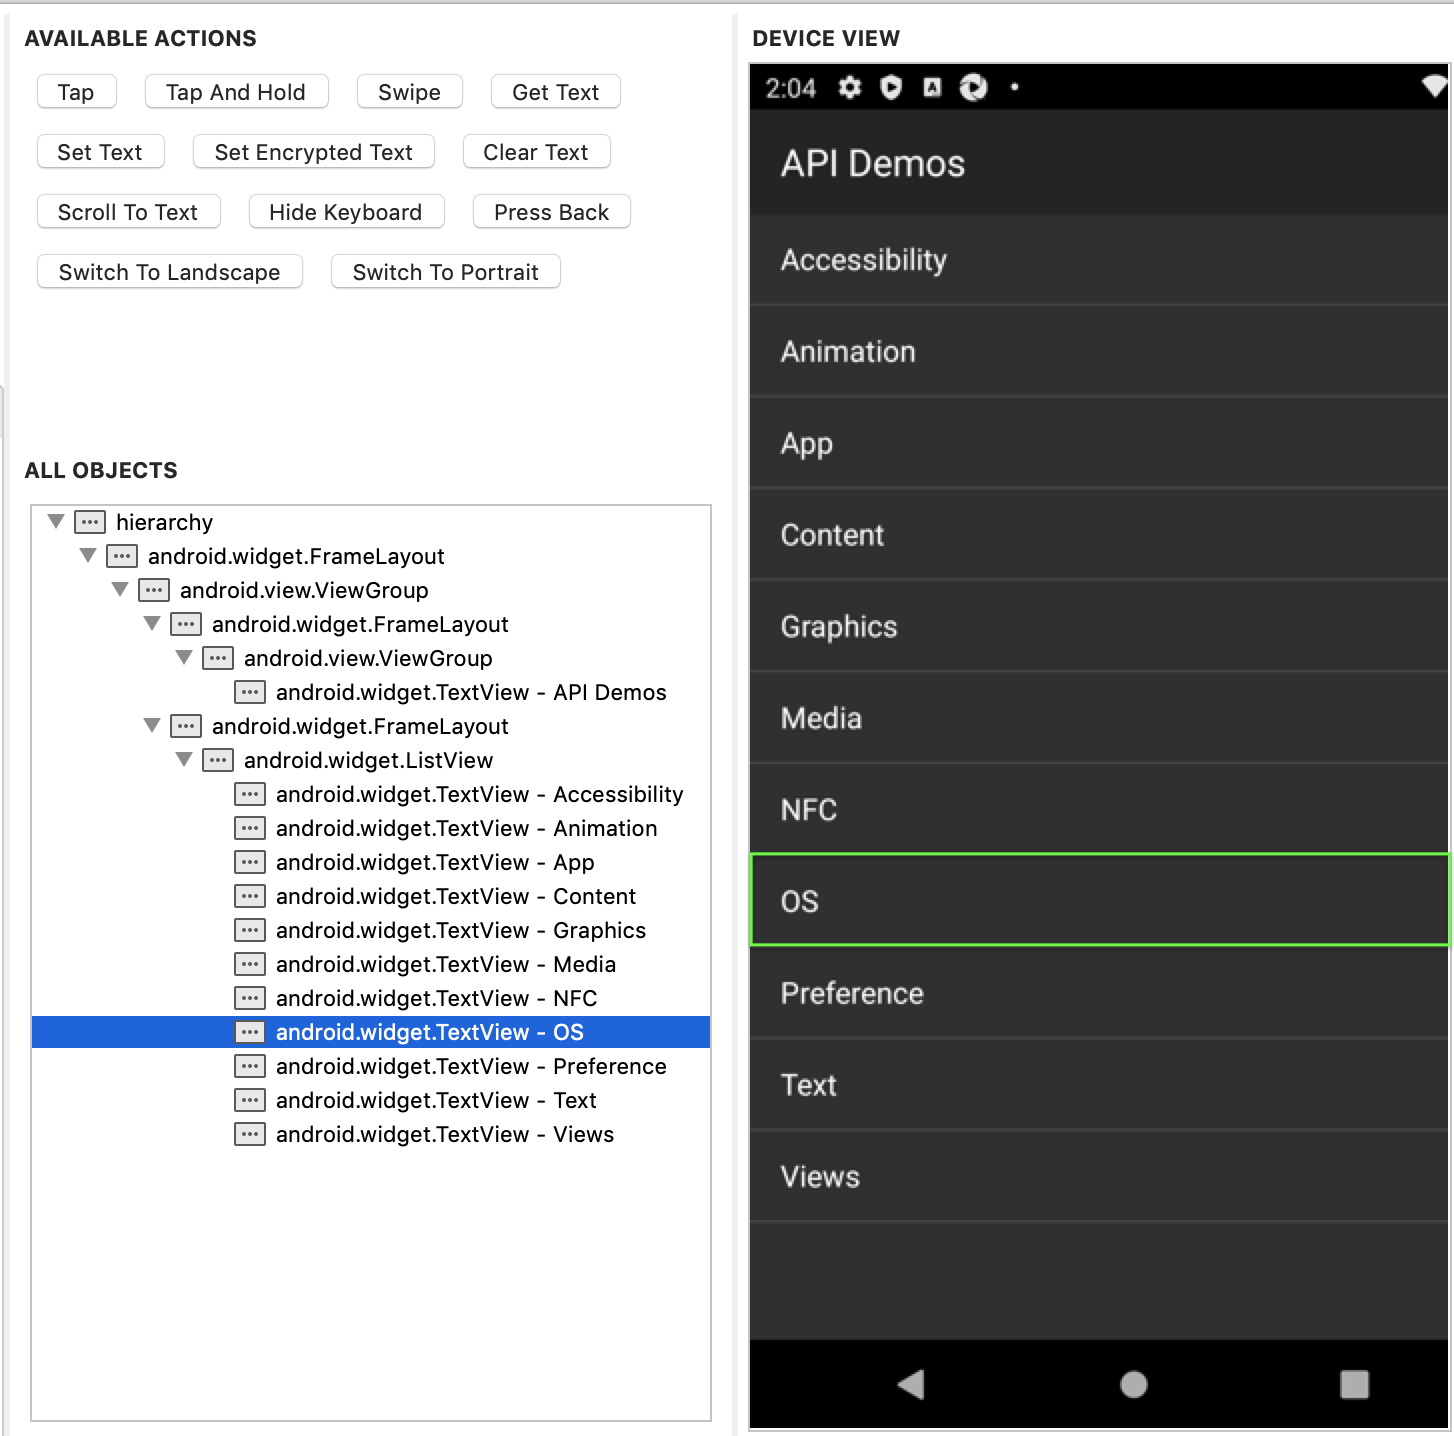 AVAILABLE ACTIONS
Tap Tap And Hold Swipe Get Text
Set Text Set Encrypted Text Clear Text
Scroll To Text Hide Keyboard Press Back
Switch To Landscape Switch To Portrait
ALL OBJECTS
hierarchy
android.widget.FrameLayout
android.view.ViewGroup
android.widget.FrameLayout
android.view.ViewGroup
android.widget.TextView - API Demos
android.widget.FrameLayout
android.widget.ListView
android.widget.TextView - Accessibility
android.widget.TextView - Animation
android.widget.TextView - App
android.widget.TextView - Content
android.widget.TextView - Graphics
android.widget.TextView - Media
android.widget.TextView - NFC
android.widget.TextView - OS
android.widget.TextView - Preference
android.widget.TextView - Text
android.widget.TextView - Views
DEVICE VIEW
2:04 A
API Demos
Accessibility
Animation
App
Content
Graphics
Media
NFC
OS
Preference
Text
Views